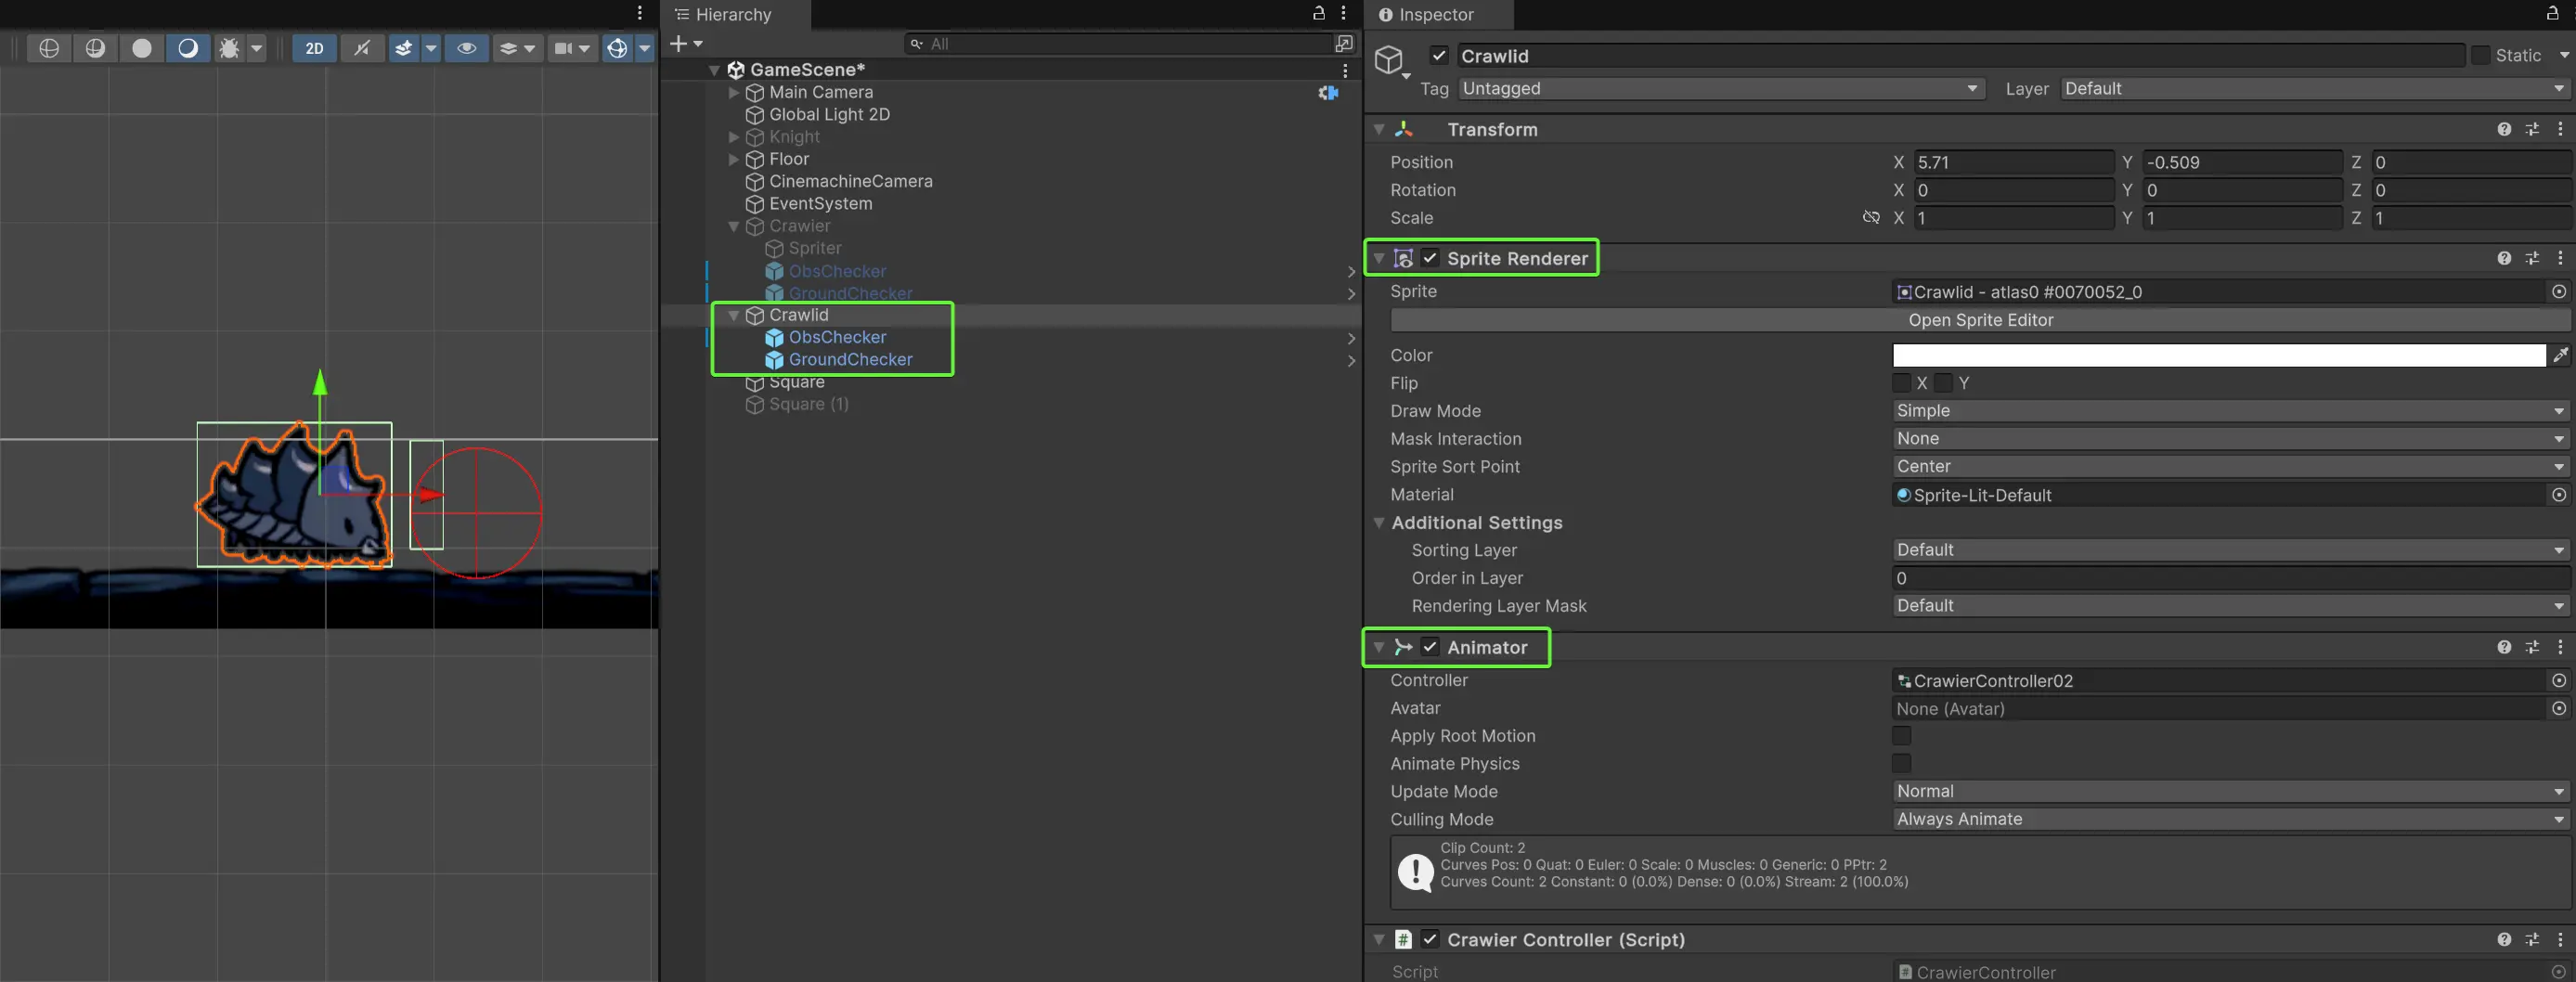 2D
Hierarchy
All
GameScene*
Main Camera
Global Light 2D
Knight
Floor
CinemachineCamera
EventSystem
Crawier
Spriter
ObsChecker
GroundChecker
Crawlid
ObsChecker
GroundChecker
Square
Square (1)
Inspector
Crawlid
Static
Tag Untagged Layer Default
Transform
Position X 5.71 Y -0.509 Z 0
Rotation X 0 Y 0 Z 0
Scale X 1 Y 1 Z 1
Sprite Renderer
Sprite Crawlid - atlas0 #0070052_0
Open Sprite Editor
Color
Flip X Y
Draw Mode Simple
Mask Interaction None
Sprite Sort Point Center
Material Sprite-Lit-Default
Additional Settings
Sorting Layer Default
Order in Layer 0
Rendering Layer Mask Default
Animator
Controller CrawierController02
Avatar None (Avatar)
Apply Root Motion
Animate Physics
Update Mode Normal
Culling Mode Always Animate
Clip Count: 2
Curves Pos: 0 Quat: 0 Euler: 0 Scale: 0 Muscles: 0 Generic: 0 PPtr: 2
Curves Count: 2 Constant: 0 (0.0%) Dense: 0 (0.0%) Stream: 2 (100.0%)
# Crawier Controller (Script)
Script # CrawierController